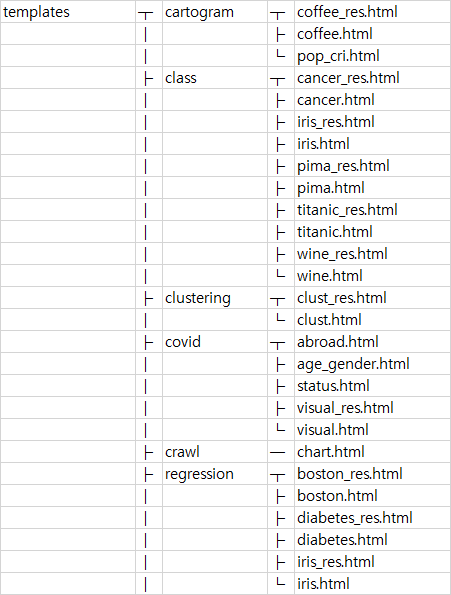 templates ┬ cartogram ┬ coffee_res.html
│ ├ coffee.html
│ └ pop_cri.html
├ class ┬ cancer_res.html
│ ├ cancer.html
│ ├ iris_res.html
│ ├ iris.html
│ ├ pima_res.html
│ ├ pima.html
│ ├ titanic_res.html
│ ├ titanic.html
│ ├ wine_res.html
│ └ wine.html
├ clustering ┬ clust_res.html
│ └ clust.html
├ covid ┬ abroad.html
│ ├ age_gender.html
│ ├ status.html
│ ├ visual_res.html
│ └ visual.html
├ crawl ─ chart.html
├ regression ┬ boston_res.html
│ ├ boston.html
│ ├ diabetes_res.html
│ ├ diabetes.html
│ ├ iris_res.html
│ └ iris.html